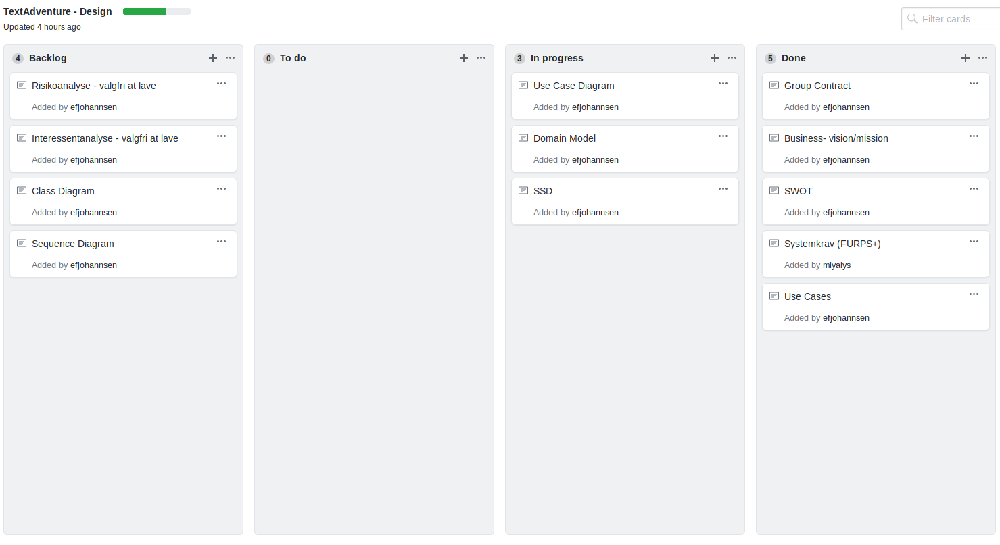 TextAdventure - Design
Updated 4 hours ago
Filter cards
4 Backlog
Risikoanalyse - valgfri at lave
Added by efjohannsen
Interessentanalyse - valgfri at lave
Added by efjohannsen
Class Diagram
Added by efjohannsen
Sequence Diagram
Added by efjohannsen
0 To do
3 In progress
Use Case Diagram
Added by efjohannsen
Domain Model
Added by efjohannsen
SSD
Added by efjohannsen
5 Done
Group Contract
Added by efjohannsen
Business- vision/mission
Added by efjohannsen
SWOT
Added by efjohannsen
Systemkrav (FURPS+)
Added by miyalys
Use Cases
Added by efjohannsen